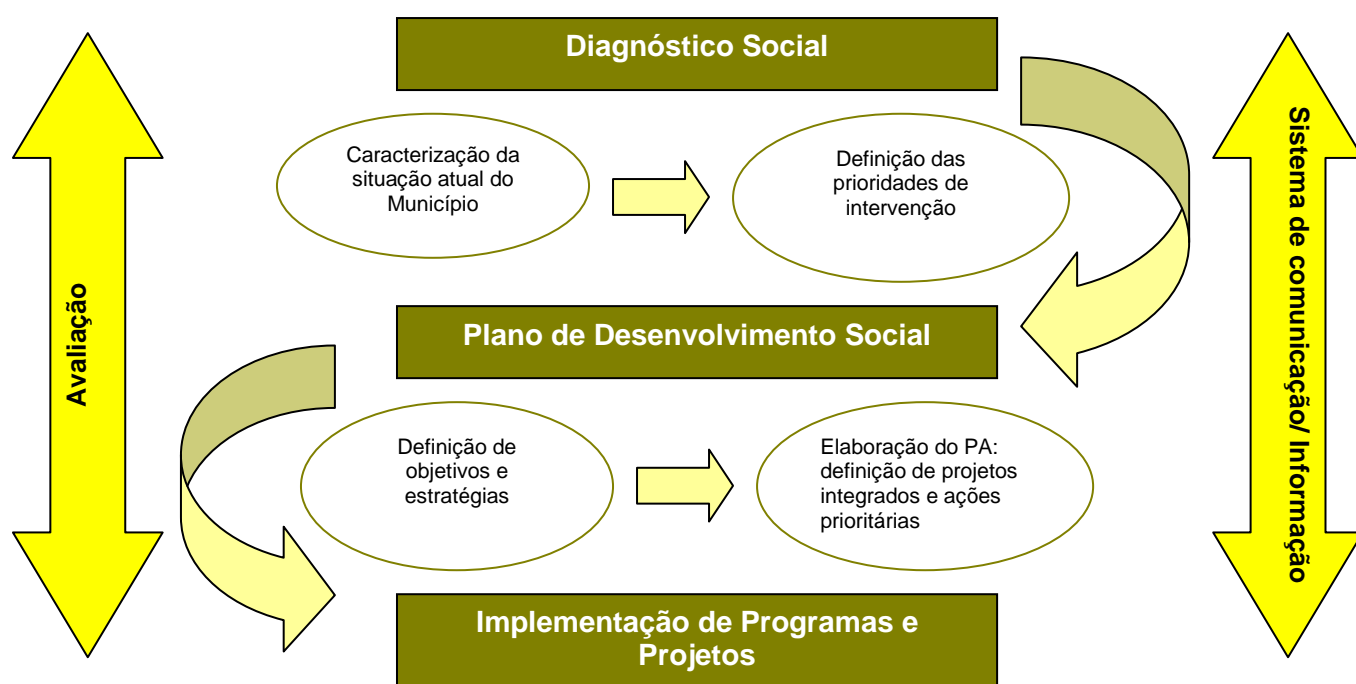 Diagnóstico Social
Caracterização da
situação atual do
Município
Definição das
prioridades de
intervenção
Avaliação
Sistema de comunicação/ Informação
Plano de Desenvolvimento Social
Definição de
objetivos e
estratégias
Elaboração do PA:
definição de projetos
integrados e ações
prioritárias
Implementação de Programas e
Projetos